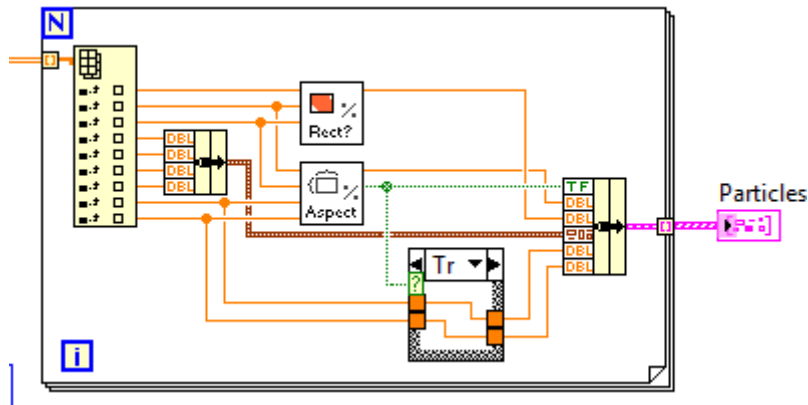 N
% 
Rect?
DBL
DBL
DBL
DBL
%
Aspect
TF
DBL
DBL
DBL
DBL
Particles
Tr
?
i